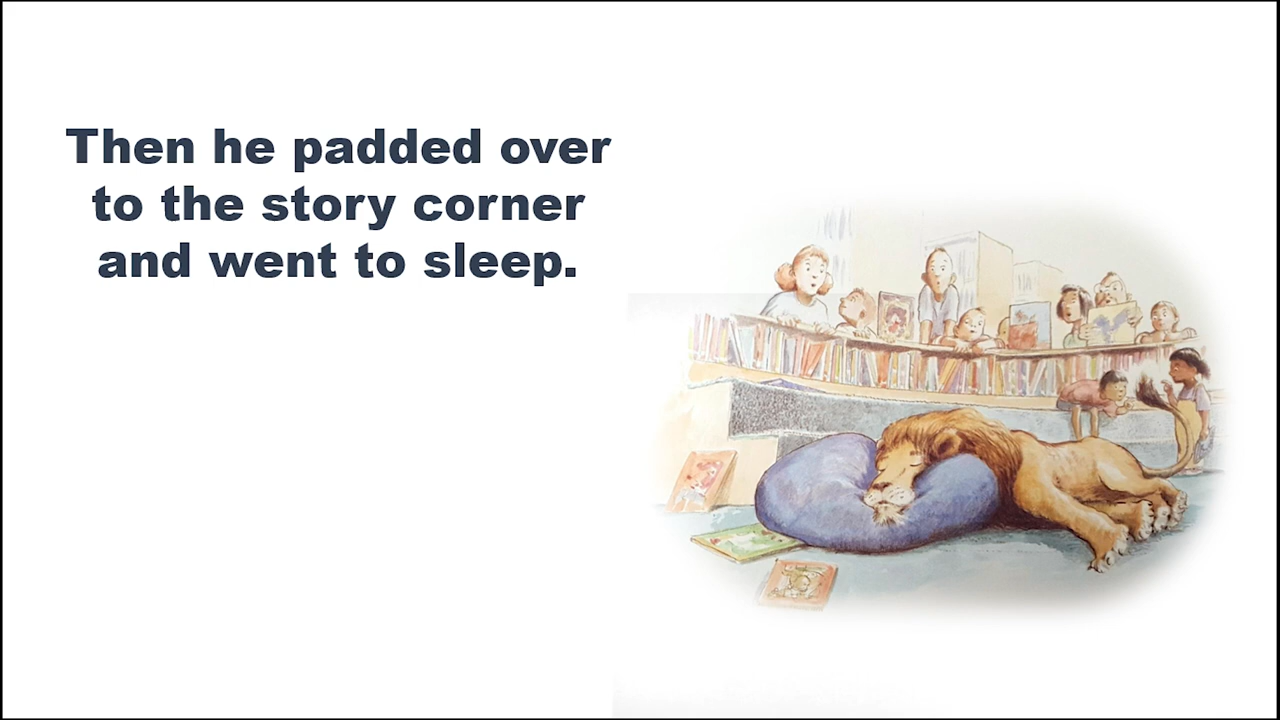 Then he padded over
to the story corner
and went to sleep.